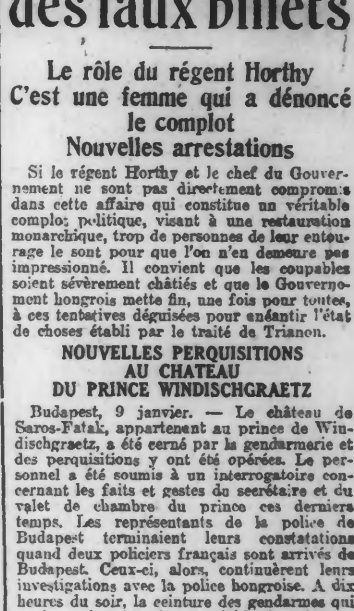 des faux billets
Le rôle du régent Horthy
C'est une femme qui a dénoncé
le complot
Nouvelles arrestations
Si le régent Horthy et le chef du Gouver-
nement ne sont pas directement compromis
dans cette affaire qui constitue un véritable
complot politique, visant à une restauration
monarchique, trop de personnes de leur entou-
rage le sont pour que l'on n'en demeure pas
impressionné. Il convient que les coupables
soient sévèrement châtiés et que le Gouverne-
ment hongrois mette fin, une fois pour toutes,
à ces tentatives déguisées pour anéantir l'état
de choses établi par le traité de Trianon.
NOUVELLES PERQUISITIONS
AU CHATEAU
DU PRINCE WINDISCHGRAETZ
Budapest, 9 janvier. — Le château de
Saros-Fatak, appartenant au prince de Win-
dischgraetz, a été cerné par la gendarmerie et
des perquisitions y ont été opérées. Le per-
sonnel a été soumis à un interrogatoire con-
cernant les faits et gestes du secrétaire et du
valet de chambre du prince ces derniers
temps. Les représentants de la police de
Budapest terminaient leurs constatations
quand deux policiers français sont arrivés de
Budapest. Ceux-ci, alors, continuèrent leurs
investigations avec la police hongroise. A dix
heures du soir, la ceinture des gendarmes qui